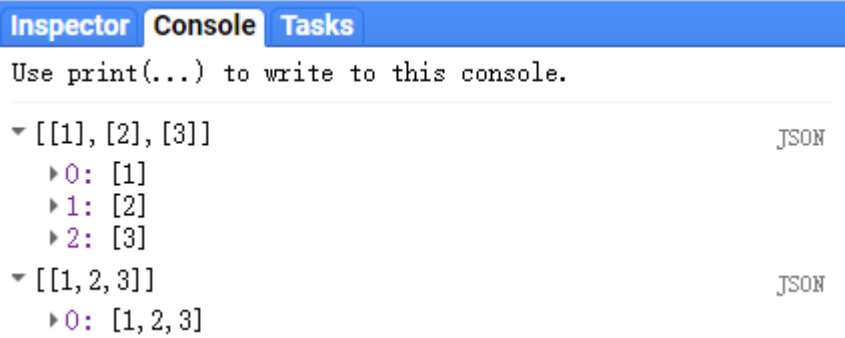 Inspector Console Tasks
Use print(...) to write to this console.
[[1], [2], [3]] JSON
0: [1]
1: [2]
2: [3]
[[1, 2, 3]] JSON
0: [1, 2, 3]